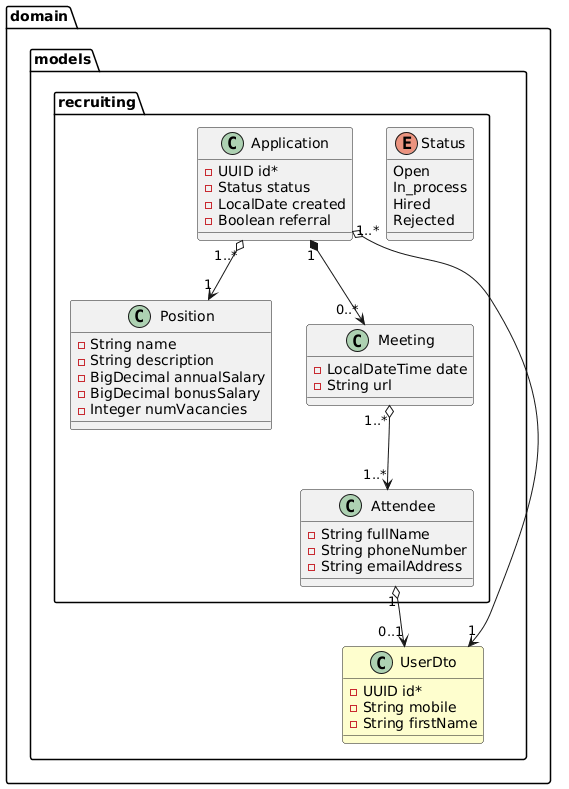 domain
models
recruiting
C Application
UUID id*
Status status
LocalDate created
Boolean referral
E Status
Open
In_process
Hired
Rejected
1..*
1
1..*
1
0..*
C Position
String name
String description
BigDecimal annualSalary
BigDecimal bonusSalary
Integer numVacancies
C Meeting
LocalDateTime date
String url
1..*
1..*
C Attendee
String fullName
String phoneNumber
String emailAddress
1
0..1
1
C UserDto
UUID id*
String mobile
String firstName